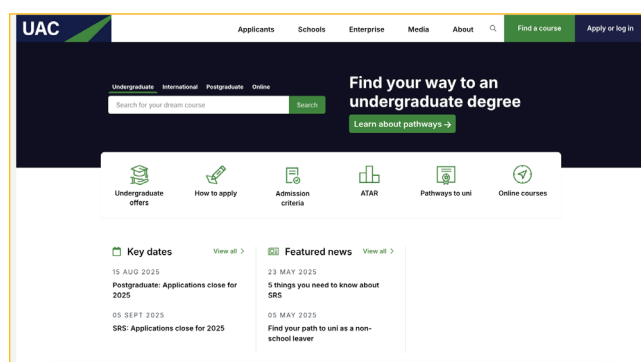 UAC
Applicants Schools Enterprise Media About Find a course Apply or log in
Undergraduate International Postgraduate Online
Search for your dream course Search
Find your way to an
undergraduate degree
Learn about pathways →
Undergraduate
offers
How to apply
Admission
criteria
ATAR
Pathways to uni
Online courses
Key dates View all >
15 AUG 2025
Postgraduate: Applications close for
2025
05 SEPT 2025
SRS: Applications close for 2025
Featured news View all >
23 MAY 2025
5 things you need to know about
SRS
05 MAY 2025
Find your path to uni as a non-
school leaver